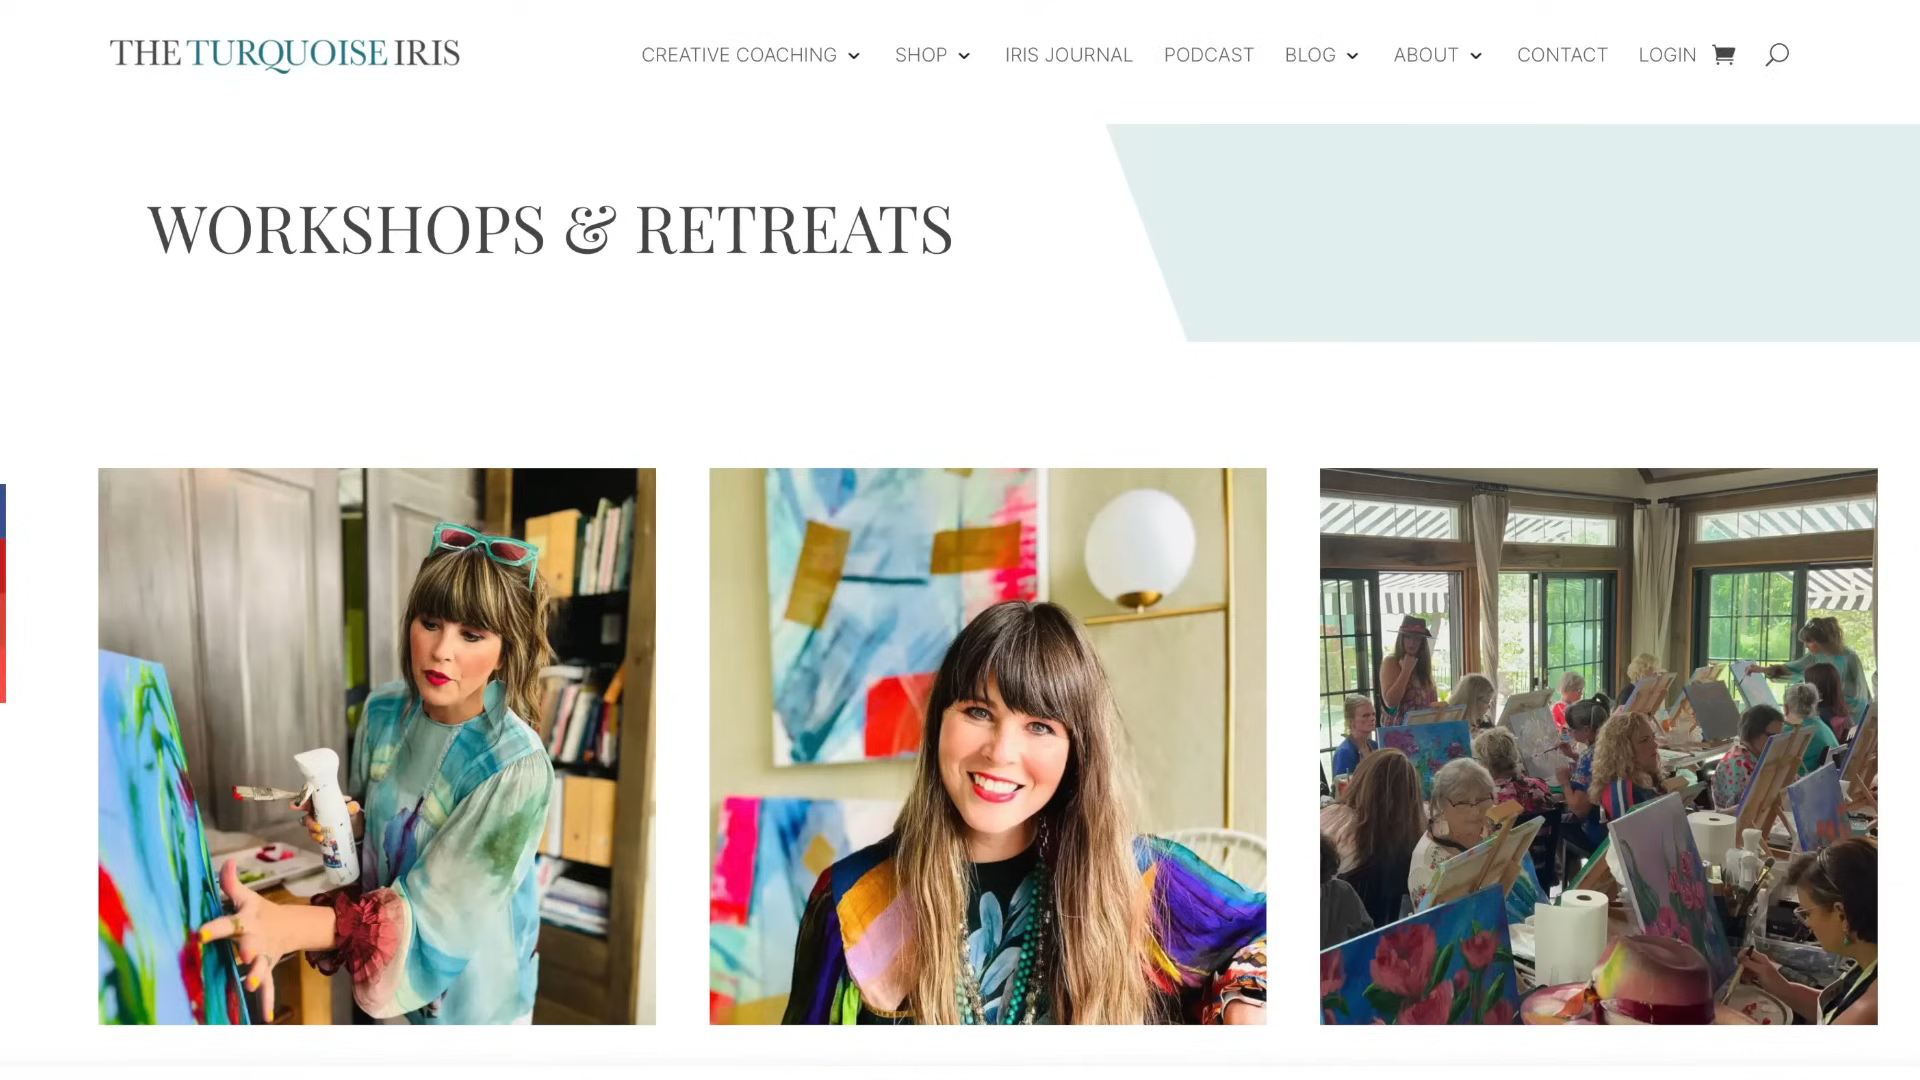 THE TURQUOISE IRIS
CREATIVE COACHING SHOP IRIS JOURNAL PODCAST BLOG ABOUT CONTACT LOGIN
WORKSHOPS & RETREATS